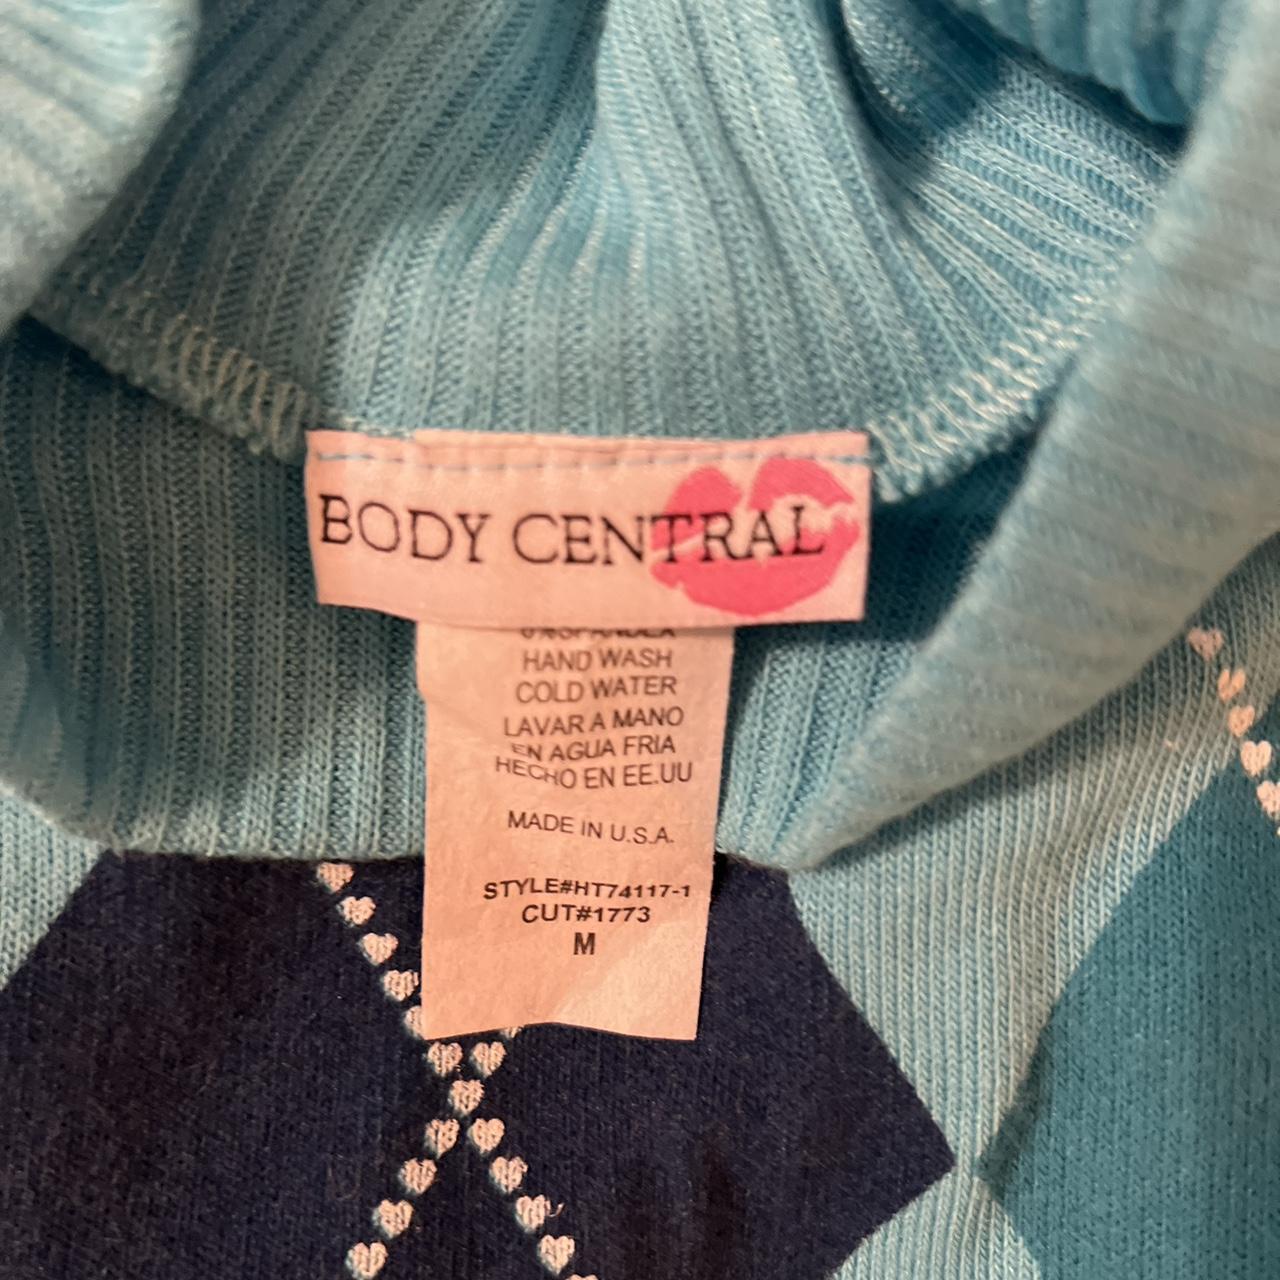 BODY CENTRAL
HAND WASH
COLD WATER
LAVAR A MANO
EN AGUA FRIA
HECHO EN EE.UU
MADE IN U.S.A.
STYLE#HT74117-1
CUT#1773
M